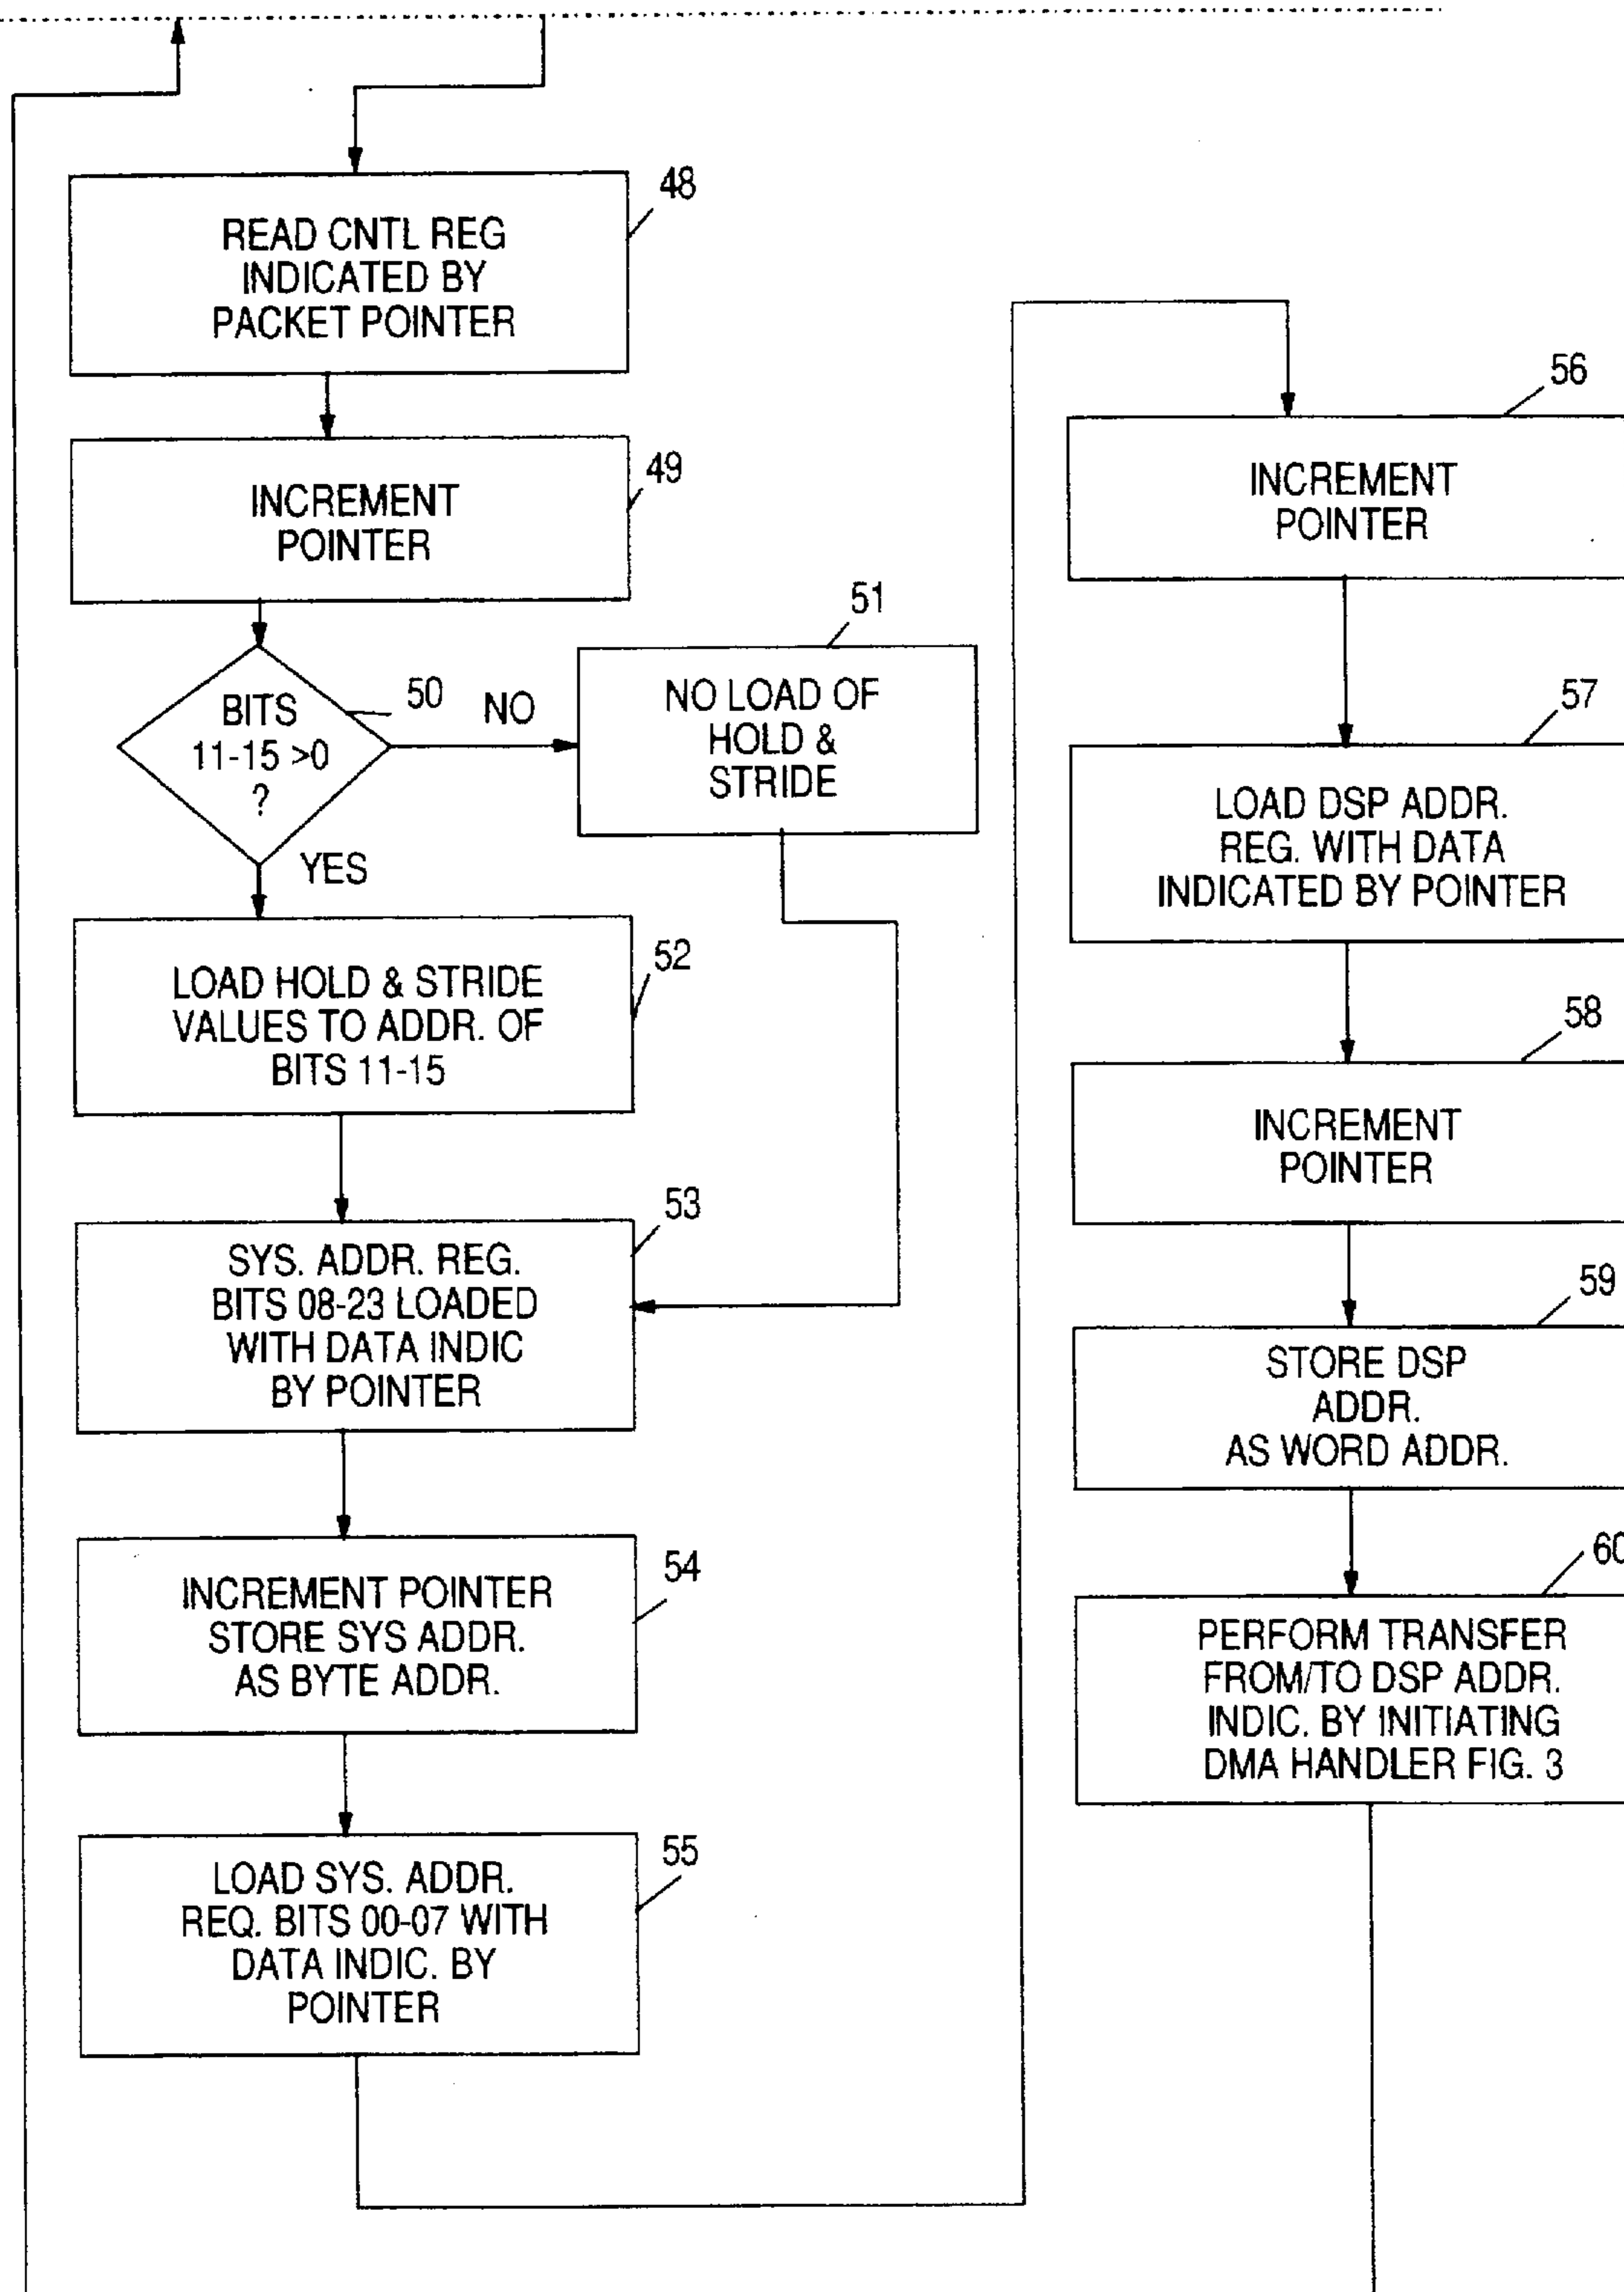 48
READ CNTL REG
INDICATED BY
PACKET POINTER
49
INCREMENT
POINTER
50
BITS
11-15 >0
?
NO
YES
51
NO LOAD OF
HOLD &
STRIDE
52
LOAD HOLD & STRIDE
VALUES TO ADDR. OF
BITS 11-15
53
SYS. ADDR. REG.
BITS 08-23 LOADED
WITH DATA INDIC
BY POINTER
54
INCREMENT POINTER
STORE SYS ADDR.
AS BYTE ADDR.
55
LOAD SYS. ADDR.
REQ. BITS 00-07 WITH
DATA INDIC. BY
POINTER
56
INCREMENT
POINTER
57
LOAD DSP ADDR.
REG. WITH DATA
INDICATED BY POINTER
58
INCREMENT
POINTER
59
STORE DSP
ADDR.
AS WORD ADDR.
60
PERFORM TRANSFER
FROM/TO DSP ADDR.
INDIC. BY INITIATING
DMA HANDLER FIG. 3